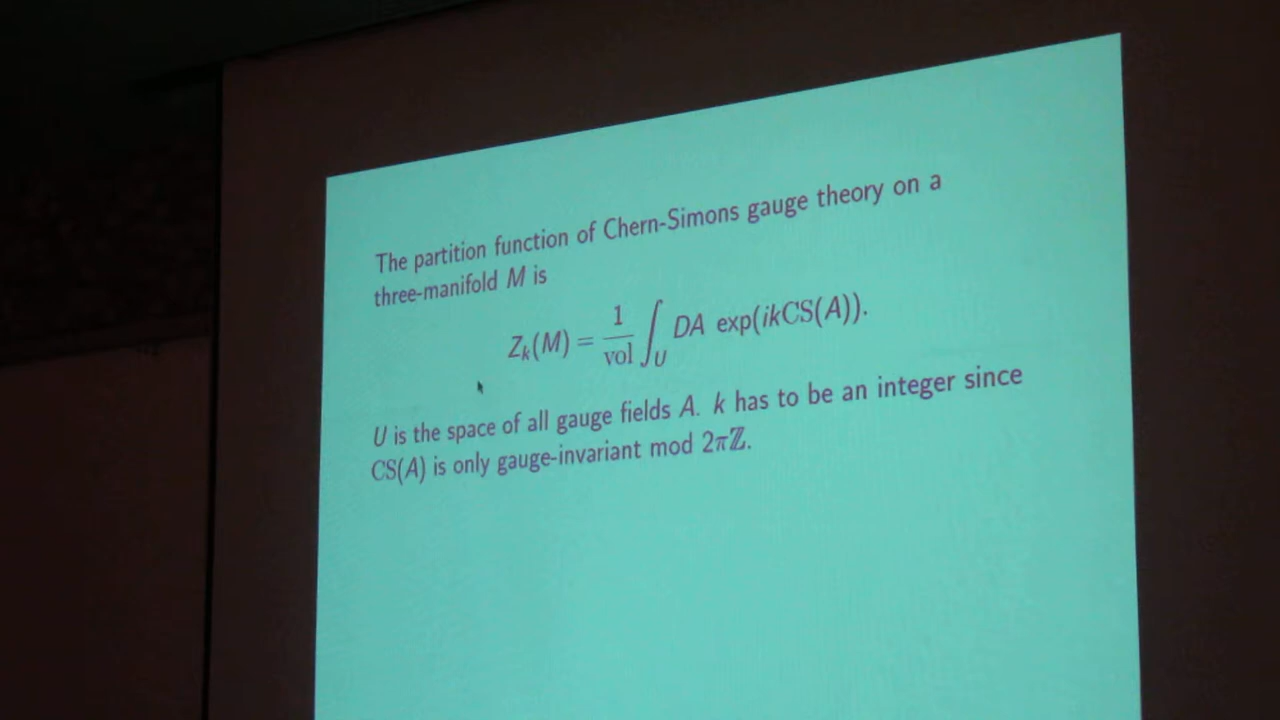 The partition function of Chern-Simons gauge theory on a
three-manifold M is
Z_k(M) = \frac{1}{vol} \int_U DA exp(ikCS(A)).
U is the space of all gauge fields A. k has to be an integer since
CS(A) is only gauge-invariant mod 2πℤ.